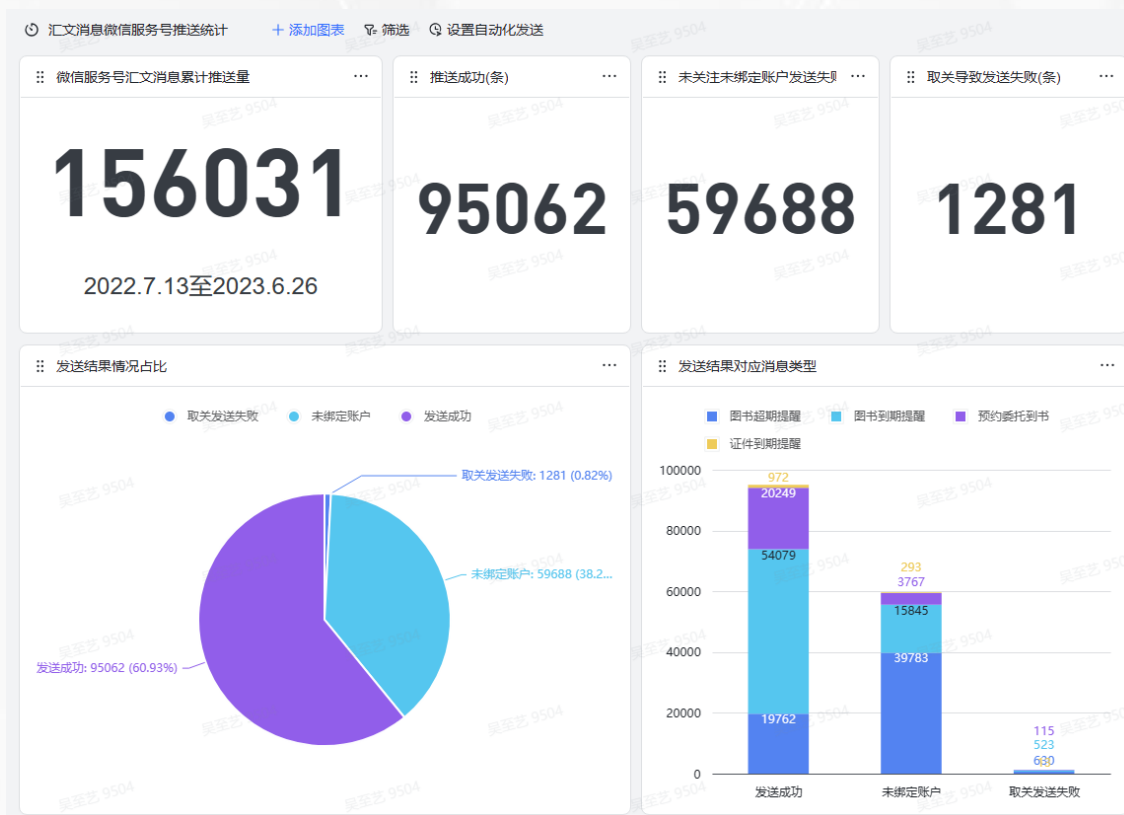 汇文消息微信服务号推送统计 添加图表 筛选 设置自动化发送
微信服务号汇文消息累计推送量
156031
2022.7.13至2023.6.26
推送成功(条)
95062
未关注未绑定账户发送失
59688
取关导致发送失败(条)
1281
发送结果情况占比
取关发送失败 未绑定账户 发送成功
取关发送失败: 1281 (0.82%)
未绑定账户: 59688 (38.2...
发送成功: 95062 (60.93%)
发送结果对应消息类型
图书超期提醒 图书到期提醒 预约委托到书
证件到期提醒
100000
80000
60000
40000
20000
0
972
20249
54079
19762
293
3767
15845
39783
115
523
630
发送成功 未绑定账户 取关发送失败
吴至艺 9504